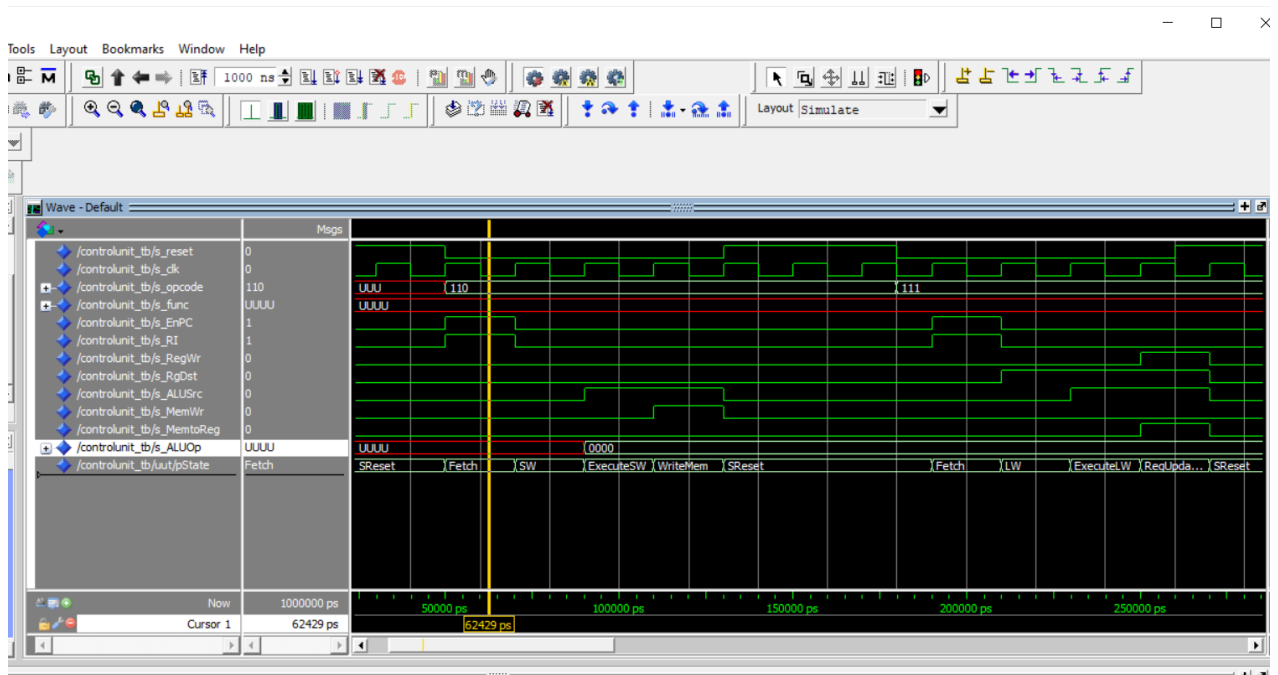 Tools Layout Bookmarks Window Help
1000 ns
Layout Simulate
Wave - Default
Msgs
/controlunit_tb/s_reset 0
/controlunit_tb/s_clk 0
/controlunit_tb/s_opcode 110 UUU 110 111
/controlunit_tb/s_func UUUU UUUU
/controlunit_tb/s_EnPC 1
/controlunit_tb/s_RI 1
/controlunit_tb/s_RegWr 0
/controlunit_tb/s_RgDst 0
/controlunit_tb/s_ALUSrc 0
/controlunit_tb/s_MemWr 0
/controlunit_tb/s_MemtoReg 0
/controlunit_tb/s_ALUOp UUUU UUUU 0000
/controlunit_tb/uut/pState Fetch SReset Fetch SW ExecuteSW WriteMem SReset Fetch LW ExecuteLW RegUpda... SReset
Now 1000000 ps 50000 ps 100000 ps 150000 ps 200000 ps 250000 ps
Cursor 1 62429 ps 62429 ps